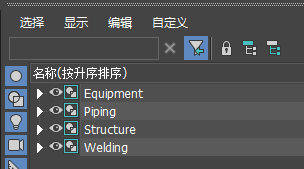 选择 显示 编辑 自定义
名称(按升序排序)
Equipment
Piping
Structure
Welding